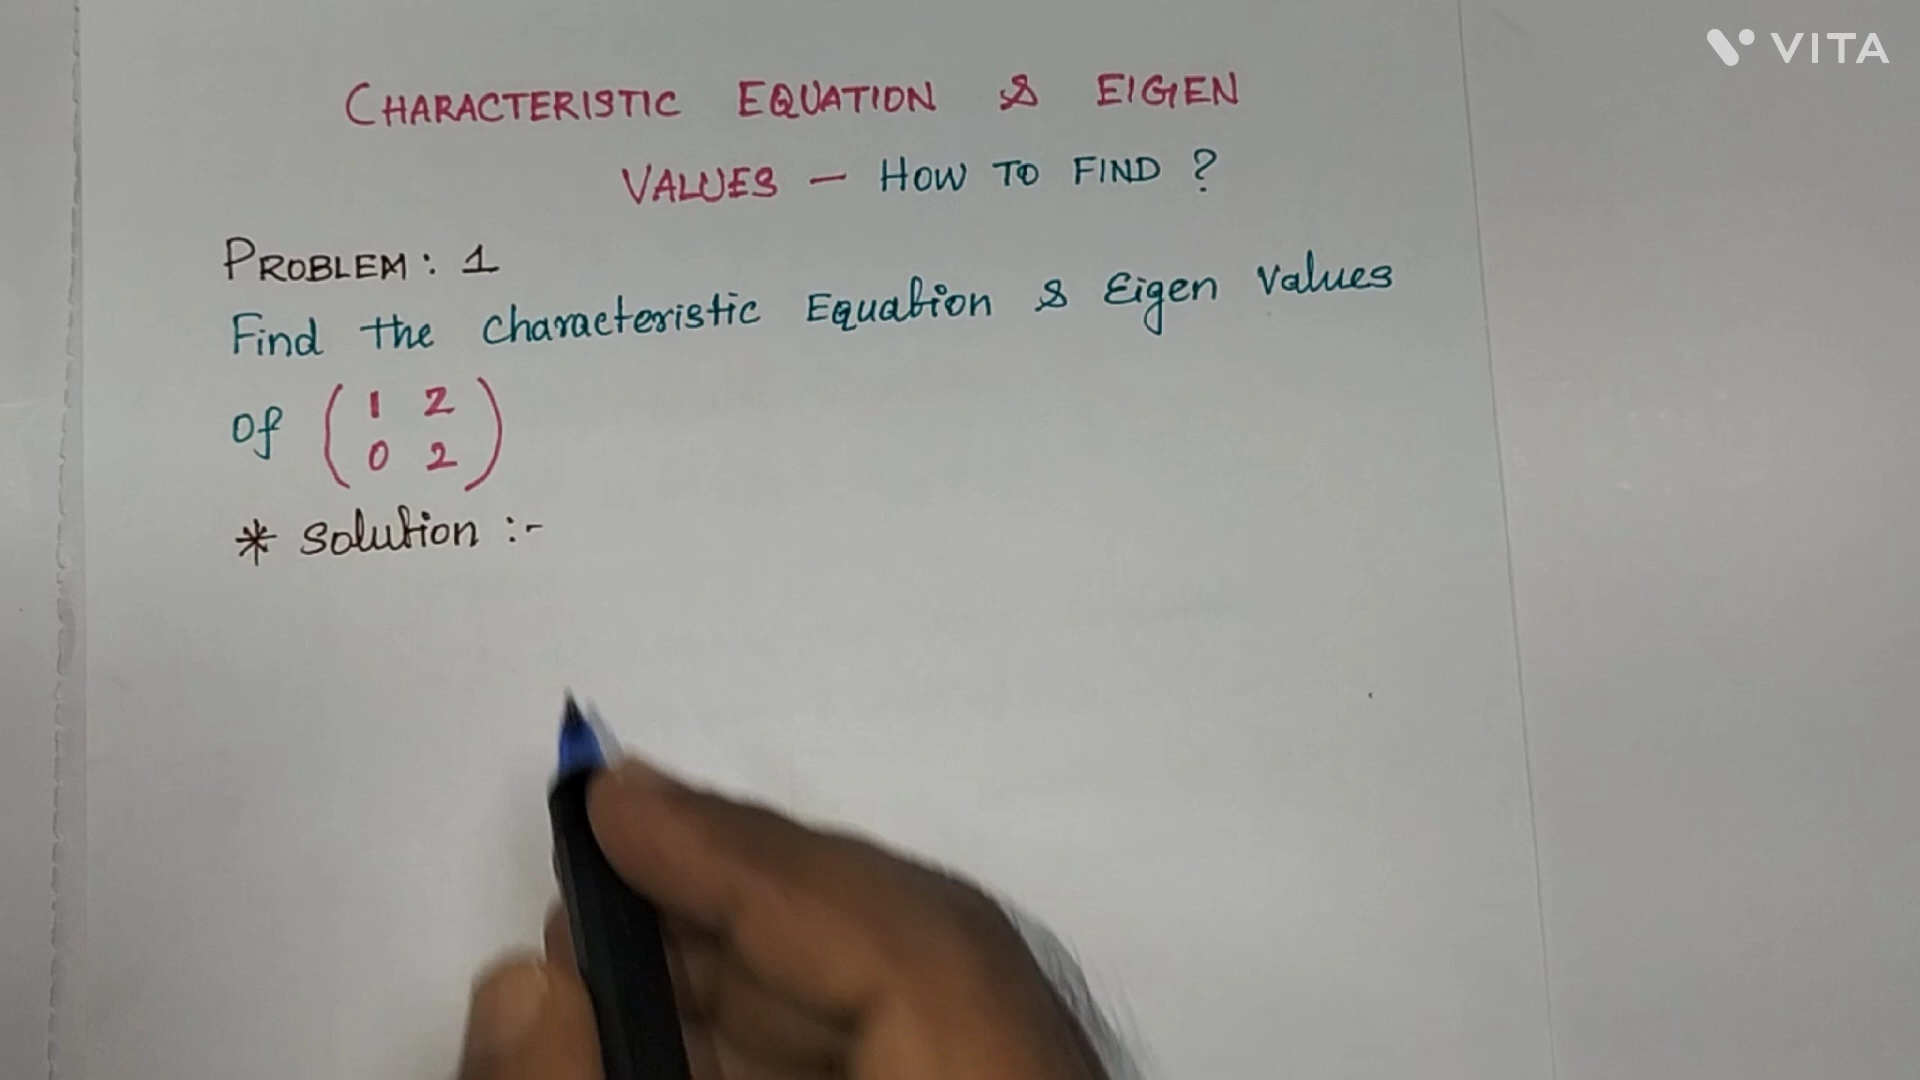 VITA
CHARACTERISTIC EQUATION & EIGEN
VALUES - HOW TO FIND ?
PROBLEM: 1
Find the characteristic Equation & Eigen values
of ( 1 2
0 2 )
* Solution :-